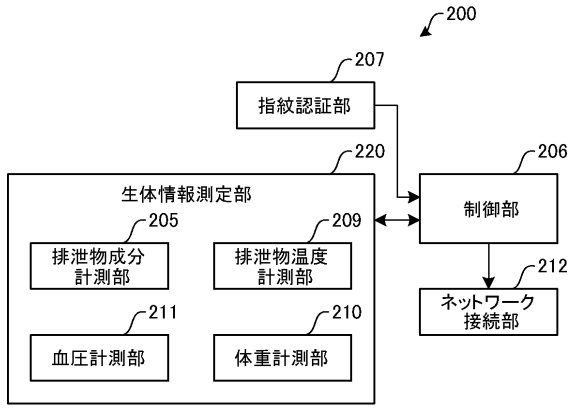 200
207
指紋認証部
220
206
生体情報測定部
制御部
205
209
排泄物成分
計測部
排泄物温度
計測部
212
ネットワーク
接続部
211
210
血圧計測部
体重計測部